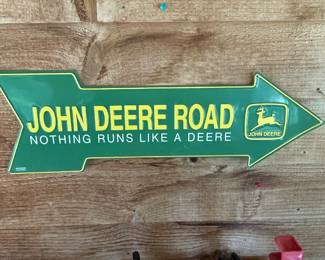 JOHN DEERE ROAD
NOTHING RUNS LIKE A DEERE
JOHN DEERE